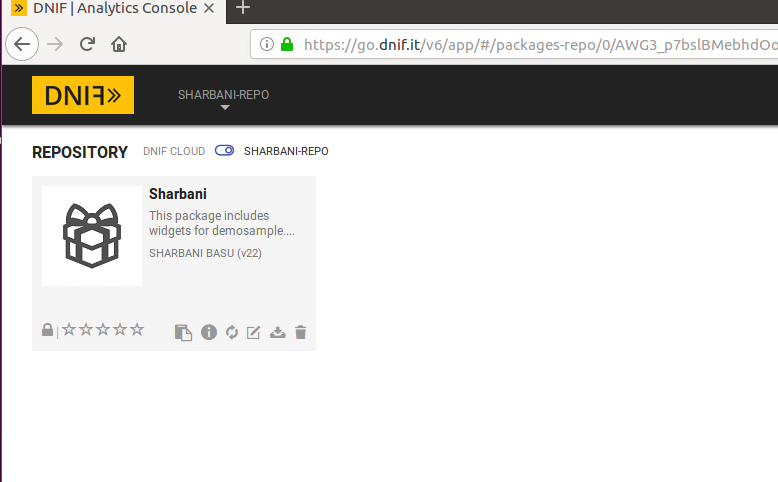 DNIF | Analytics Console
https://go.dnif.it/v6/app/#/packages-repo/0/AWG3_p7bslBMebhdOo
DNIF
SHARBANI-REPO
REPOSITORY DNIF CLOUD SHARBANI-REPO
Sharbani
This package includes
widgets for demosample....
SHARBANI BASU (v22)